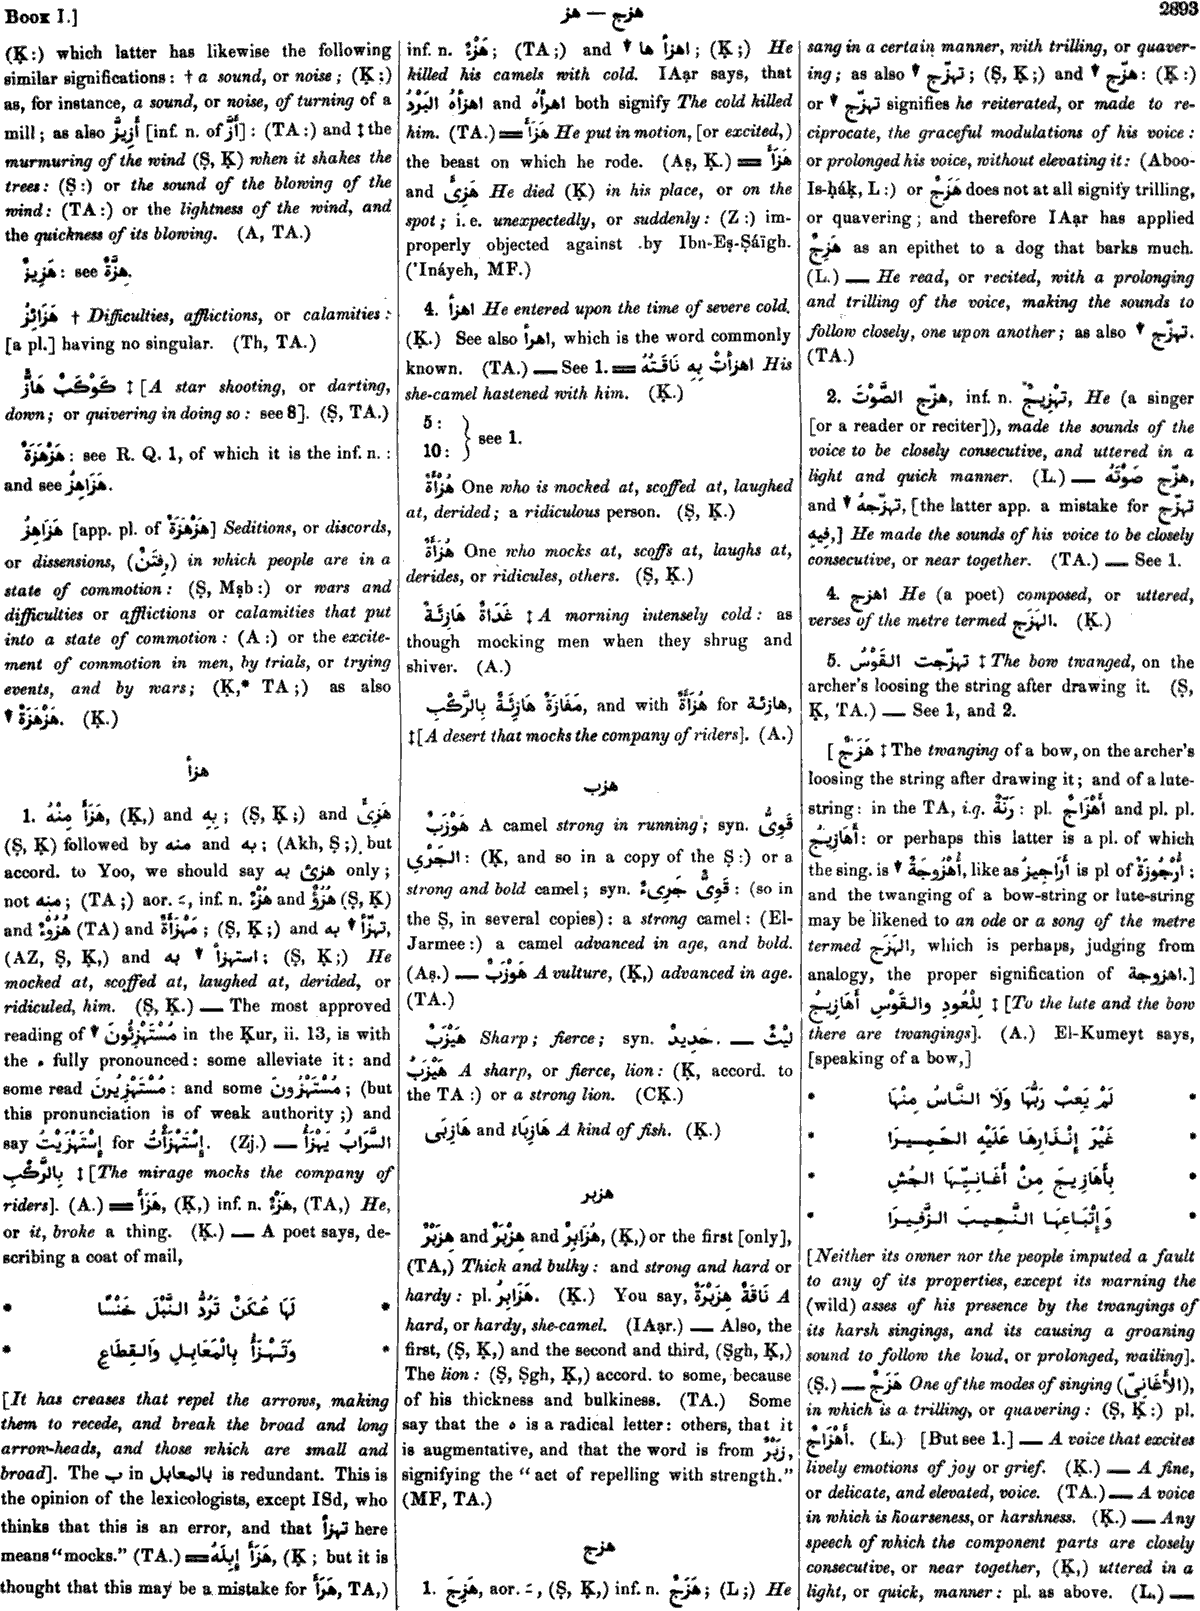 Book I.]
هز — هزج
2893
(Ḳ:) which latter has likewise the following
similar significations: † a sound, or noise; (Ḳ;)
as, for instance, a sound, or noise, of turning of a
mill; as also أَزِيزٌ [inf. n. of أَزَّ]: (TA:) and ‡ the
murmuring of the wind (Ṣ, Ḳ) when it shakes the
trees: (Ṣ:) or the sound of the blowing of the
wind: (TA:) or the lightness of the wind, and
the quickness of its blowing. (A, TA.)
هَزِيزٌ: see هِزَّةٌ.
هَزَائِزُ † Difficulties, afflictions, or calamities:
[a pl.] having no singular. (Th, TA.)
كَوْكَبٌ هَازٌّ ‡ [A star shooting, or darting,
down; or quivering in doing so: see 8]. (Ṣ, TA.)
هَزْهَزَةٌ: see R. Q. 1, of which it is the inf. n.:
and see هَزَاهِزُ.
هَزَاهِزُ [app. pl. of هَزْهَزَةٌ] Seditions, or discords,
or dissensions, (فِتَنٌ,) in which people are in a
state of commotion: (Ṣ, Mṣb:) or wars and
difficulties or afflictions or calamities that put
into a state of commotion: (A:) or the excite-
ment of commotion in men, by trials, or trying
events, and by wars; (Ḳ,* TA;) as also
▼ هَزْهَزَةٌ. (Ḳ.)
هزأ
1. هَزَأَ مِنْهُ, (Ḳ,) and بِهِ; (Ṣ, Ḳ;) and هَزِئَ
(Ṣ, Ḳ) followed by منه and به; (Akh, Ṣ;) but
accord. to Yoo, we should say هزئ به only;
not منه; (TA;) aor. ـَ, inf. n. هُزْءٌ and هُزُؤٌ (Ṣ, Ḳ)
and هُزُوْءٌ (TA) and مَهْزَأَةٌ; (Ṣ, Ḳ;) and ▼ تهزّأ به,
(AZ, Ṣ, Ḳ,) and ▼ استهزأ به; (Ṣ, Ḳ;) He
mocked at, scoffed at, laughed at, derided, or
ridiculed, him. (Ṣ, Ḳ.) — The most approved
reading of ▼ مُسْتَهْزِئُونَ in the Ḳur, ii. 13, is with
the ء fully pronounced: some alleviate it: and
some read مُسْتَهْزِيُونَ: and some مُسْتَهْزُونَ; (but
this pronunciation is of weak authority;) and
say إِسْتَهْزَيْتُ for إِسْتَهْزَأْتُ. (Zj.) — السَّرَابُ يَهْزَأُ
بِالرَّكْبِ ‡ [The mirage mocks the company of
riders]. (A.) == هَزَأَ, (Ḳ,) inf. n. هَزْءٌ, (TA,) He,
or it, broke a thing. (Ḳ.) — A poet says, de-
scribing a coat of mail,
* لَهَا عُكَنٌ تَرُدُّ النَّبْلَ خُنْسًا *
* وَتَهْزَأُ بِالْمَعَابِلِ وَالقِطَاعِ *
[It has creases that repel the arrows, making
them to recede, and break the broad and long
arrow-heads, and those which are small and
broad]. The ب in بالمعابل is redundant. This is
the opinion of the lexicologists, except ISd, who
thinks that this is an error, and that تهزأ here
means "mocks." (TA.) == هَزَأَ إِبِلَهُ, (Ḳ; but it is
thought that this may be a mistake for هَرَأَ, TA,)
inf. n. هَزْءٌ; (TA;) and ▼ اهزأ ها; (Ḳ;) He
killed his camels with cold. IAạr says, that
اهزأهُ البَرْدُ and اهرأهُ both signify The cold killed
him. (TA.) == هَزَأَ He put in motion, [or excited,)
the beast on which he rode. (Aṣ, Ḳ.) == هَزَأَ
and هَزِئَ He died (Ḳ) in his place, or on the
spot; i. e. unexpectedly, or suddenly: (Z:) im-
properly objected against by Ibn-Eṣ-Ṣáïgh.
('Ináyeh, MF.)
4. اهزأ He entered upon the time of severe cold.
(Ḳ.) See also اهرأ, which is the word commonly
known. (TA.) — See 1. == اهزأتْ بِهِ نَاقَتُهُ His
she-camel hastened with him. (Ḳ.)
5:
10: } see 1.
هُزْأَةٌ One who is mocked at, scoffed at, laughed
at, derided; a ridiculous person. (Ṣ, Ḳ.)
هُزَأَةٌ One who mocks at, scoffs at, laughs at,
derides, or ridicules, others. (Ṣ, Ḳ.)
غَدَاةٌ هَازِئَةٌ ‡ A morning intensely cold: as
though mocking men when they shrug and
shiver. (A.)
مَفَازَةٌ هَازِئَةٌ بِالرَّكْبِ, and with هُزَأَةٌ for هازئة,
‡ [A desert that mocks the company of riders]. (A.)
هزب
هَوْزَبٌ A camel strong in running; syn. قَوِىُّ
الجَرْىِ: (Ḳ, and so in a copy of the Ṣ:) or a
strong and bold camel; syn. قَوِىٌّ جَرِىءٌ: (so in
the Ṣ, in several copies): a strong camel: (El-
Jarmee:) a camel advanced in age, and bold.
(Aṣ.) — هَوْزَبٌ A vulture, (Ḳ,) advanced in age.
(TA.)
هَيْزَبٌ Sharp; fierce; syn. حَدِيدٌ. — لَيْثٌ
هَيْزَبٌ A sharp, or fierce, lion: (Ḳ, accord. to
the TA:) or a strong lion. (CḲ.)
هَازِبَى and هَازِبَاءُ A kind of fish. (Ḳ.)
هزبر
هِزَبْرٌ and هِزْبَرٌ and هُزَابِرٌ, (Ḳ,) or the first [only],
(TA,) Thick and bulky: and strong and hard or
hardy: pl. هَزَابِرُ. (Ḳ.) You say, نَاقَةٌ هِزَبْرَةٌ A
hard, or hardy, she-camel. (IAạr.) — Also, the
first, (Ṣ, Ḳ,) and the second and third, (Ṣgh, Ḳ,)
The lion: (Ṣ, Ṣgh, Ḳ,) accord. to some, because
of his thickness and bulkiness. (TA.) Some
say that the ه is a radical letter: others, that it
is augmentative, and that the word is from زَبْرٌ,
signifying the "act of repelling with strength."
(MF, TA.)
هزج
1. هَزِجَ, aor. ـَ, (Ṣ, Ḳ,) inf. n. هَزَجٌ; (L;) He
sang in a certain manner, with trilling, or quaver-
ing; as also ▼ تهزّج; (Ṣ, Ḳ;) and ▼ هزّج: (Ḳ:)
or ▼ تهزّج signifies he reiterated, or made to re-
ciprocate, the graceful modulations of his voice:
or prolonged his voice, without elevating it: (Aboo-
Is-ḥáḳ, L:) or هَزَجٌ does not at all signify trilling,
or quavering; and therefore IAạr has applied
هَزِجٌ as an epithet to a dog that barks much.
(L.) — He read, or recited, with a prolonging
and trilling of the voice, making the sounds to
follow closely, one upon another; as also ▼ تهزّج.
(TA.)
2. هزّج الصَّوْتَ, inf. n. تَهْزِيجٌ, He (a singer
[or a reader or reciter]), made the sounds of the
voice to be closely consecutive, and uttered in a
light and quick manner. (L.) — هزّج صَوْتَهُ,
and ▼ تهزّجهُ, [the latter app. a mistake for تهزّج
فِيهِ,] He made the sounds of his voice to be closely
consecutive, or near together. (TA.) — See 1.
4. اهزج He (a poet) composed, or uttered,
verses of the metre termed الهَزَج. (Ḳ.)
5. تهزّجت القَوْسُ ‡ The bow twanged, on the
archer's loosing the string after drawing it. (Ṣ,
Ḳ, TA.) — See 1, and 2.
[هَزَجٌ ‡ The twanging of a bow, on the archer's
loosing the string after drawing it; and of a lute-
string: in the TA, i.q. رَنَّةٌ: pl. أَهْزَاجٌ and pl. pl.
أَهَازِيجُ: or perhaps this latter is a pl. of which
the sing. is ▼ أُهْزُوجَةٌ, like as أَرَاجِيزُ is pl of أُرْجُوزَةٌ:
and the twanging of a bow-string or lute-string
may be likened to an ode or a song of the metre
termed الهَزَج, which is perhaps, judging from
analogy, the proper signification of اهزوجة.]
لِلْعُودِ وَالقَوْسِ أَهَازِيجُ ‡ [To the lute and the bow
there are twangings]. (A.) El-Kumeyt says,
[speaking of a bow,]
* لَمْ يَعِبْ رَبُّهَا وَلَا النَّاسُ مِنْهَا *
* غَيْرَ إِنْذَارِهَا عَلَيْهِ الحَمِيرَا *
* بِأَهَازِيجَ مِنْ أَغَانِيِّهَا الجُشِّ *
* وَإِتْبَاعِهَا النَّحِيبَ الزَّفِيرَا *
[Neither its owner nor the people imputed a fault
to any of its properties, except its warning the
(wild) asses of his presence by the twangings of
its harsh singings, and its causing a groaning
sound to follow the loud, or prolonged, wailing].
(Ṣ.) — هَزَجٌ One of the modes of singing (الأَغَانِىّ),
in which is a trilling, or quavering: (Ṣ, Ḳ:) pl.
أَهْزَاجٌ. (L.) [But see 1.] — A voice that excites
lively emotions of joy or grief. (Ḳ.) — A fine,
or delicate, and elevated, voice. (TA.) — A voice
in which is hoarseness, or harshness. (Ḳ.) — Any
speech of which the component parts are closely
consecutive, or near together, (Ḳ,) uttered in a
light, or quick, manner: pl. as above. (L.) —